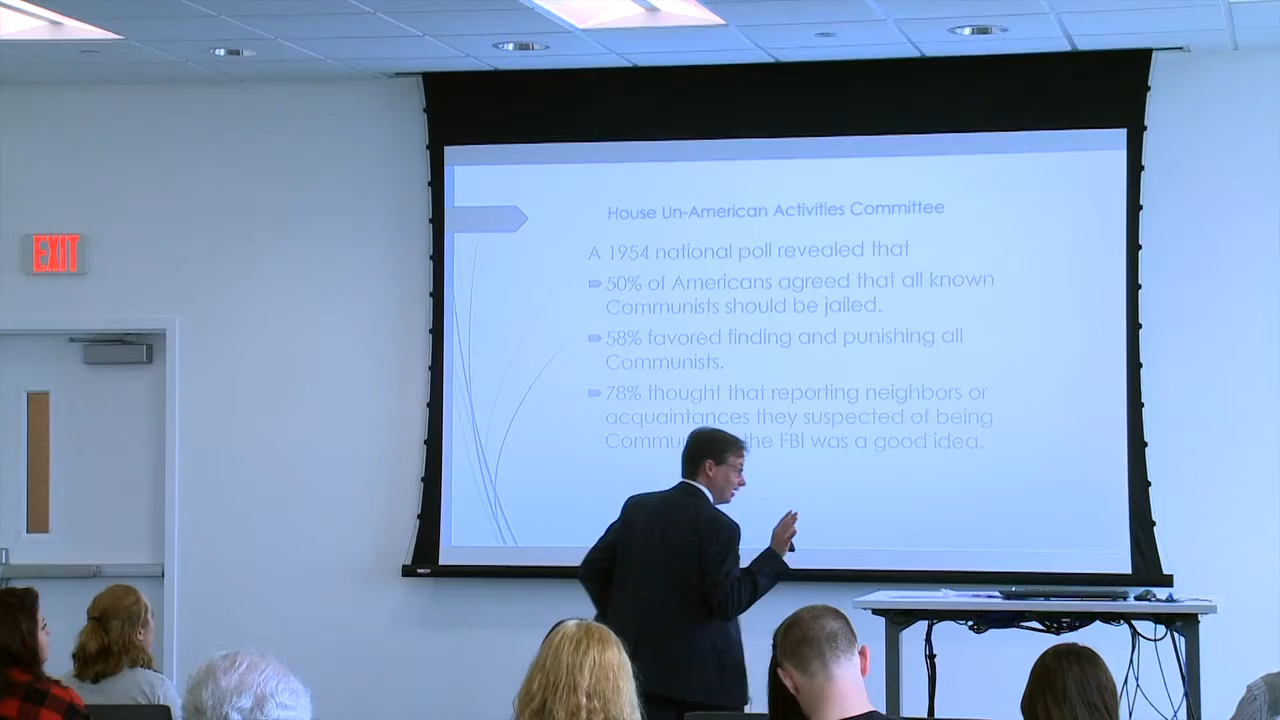 House Un-American Activities Committee
A 1954 national poll revealed that
50% of Americans agreed that all known
Communists should be jailed.
58% favored finding and punishing all
Communists.
78% thought that reporting neighbors or
acquaintances they suspected of being
the FBI was a good idea.
EXIT